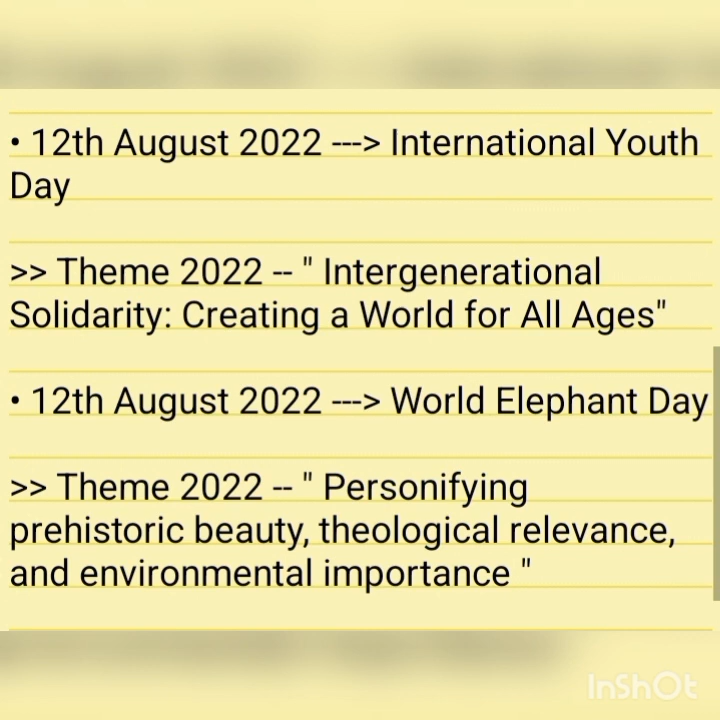 • 12th August 2022 ---> International Youth
Day
>> Theme 2022 -- " Intergenerational
Solidarity: Creating a World for All Ages"
• 12th August 2022 ---> World Elephant Day
>> Theme 2022 -- " Personifying
prehistoric beauty, theological relevance,
and environmental importance "
InShOt